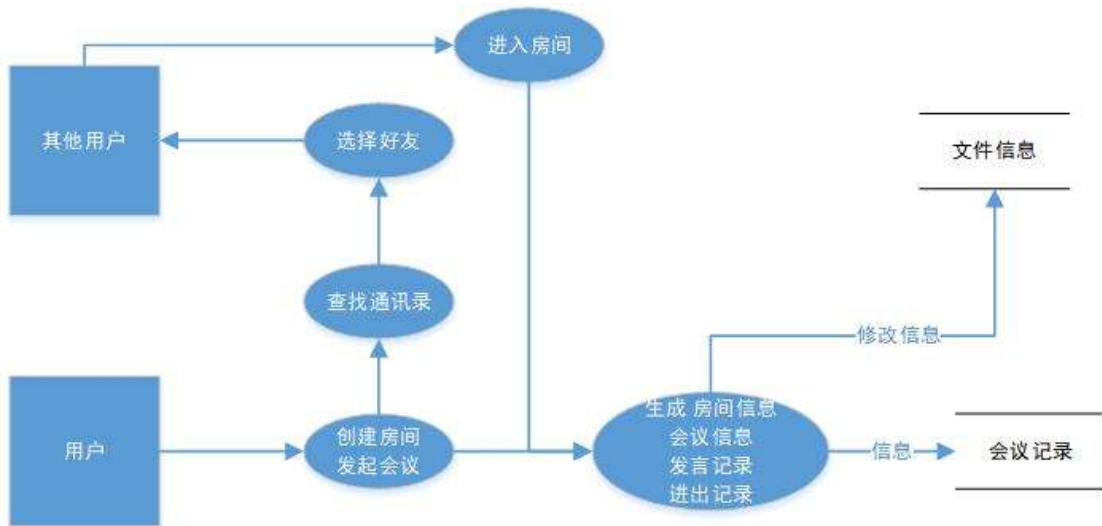 进入房间
其他用户
选择好友
文件信息
查找通讯录
修改信息
用户
创建房间
发起会议
生成 房间信息
会议信息
发言记录
进出记录
信息
会议记录